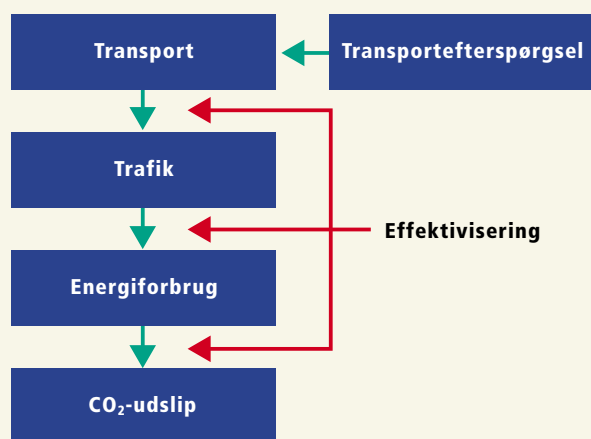 Transport
Transportefterspørgsel
Trafik
Effektivisering
Energiforbrug
CO₂-udslip